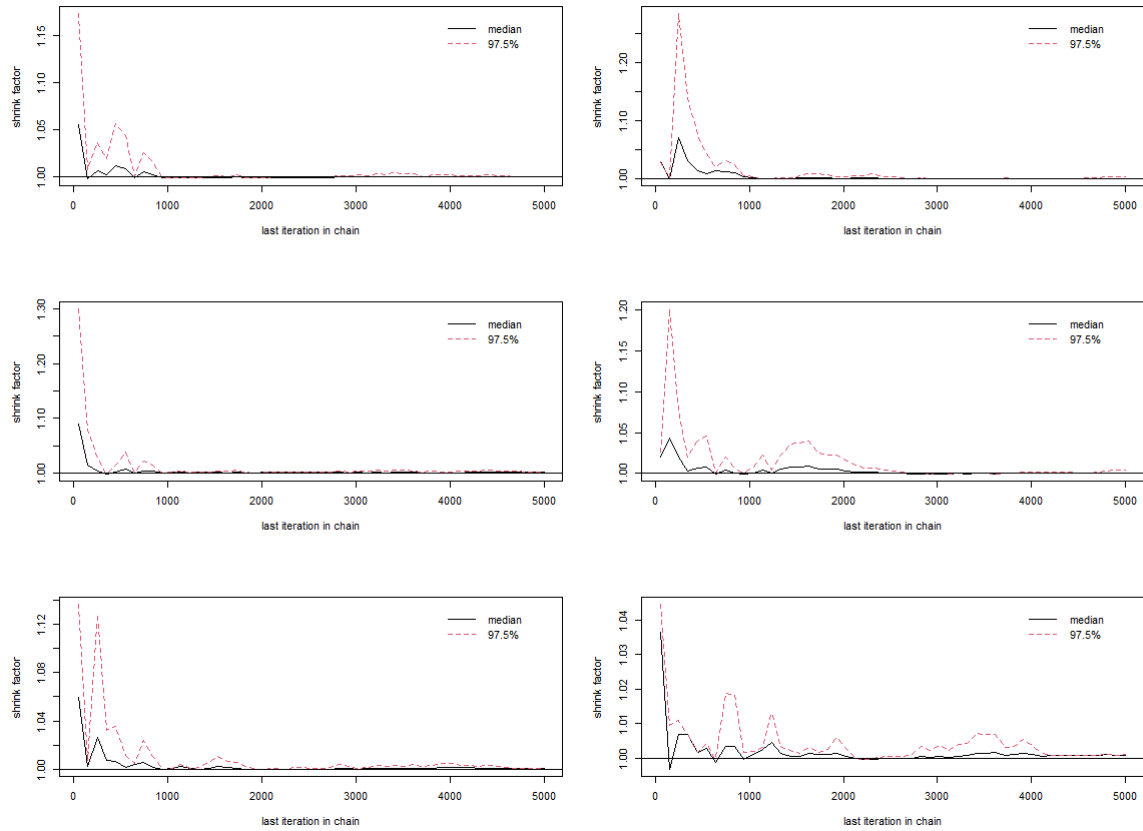 median
97.5%
shrink factor
1.00 1.05 1.10 1.15
0 1000 2000 3000 4000 5000
last iteration in chain
median
97.5%
shrink factor
1.00 1.10 1.20
0 1000 2000 3000 4000 5000
last iteration in chain
median
97.5%
shrink factor
1.00 1.10 1.20 1.30
0 1000 2000 3000 4000 5000
last iteration in chain
median
97.5%
shrink factor
1.00 1.05 1.10 1.15 1.20
0 1000 2000 3000 4000 5000
last iteration in chain
median
97.5%
shrink factor
1.00 1.04 1.08 1.12
0 1000 2000 3000 4000 5000
last iteration in chain
median
97.5%
shrink factor
1.00 1.01 1.02 1.03 1.04
0 1000 2000 3000 4000 5000
last iteration in chain